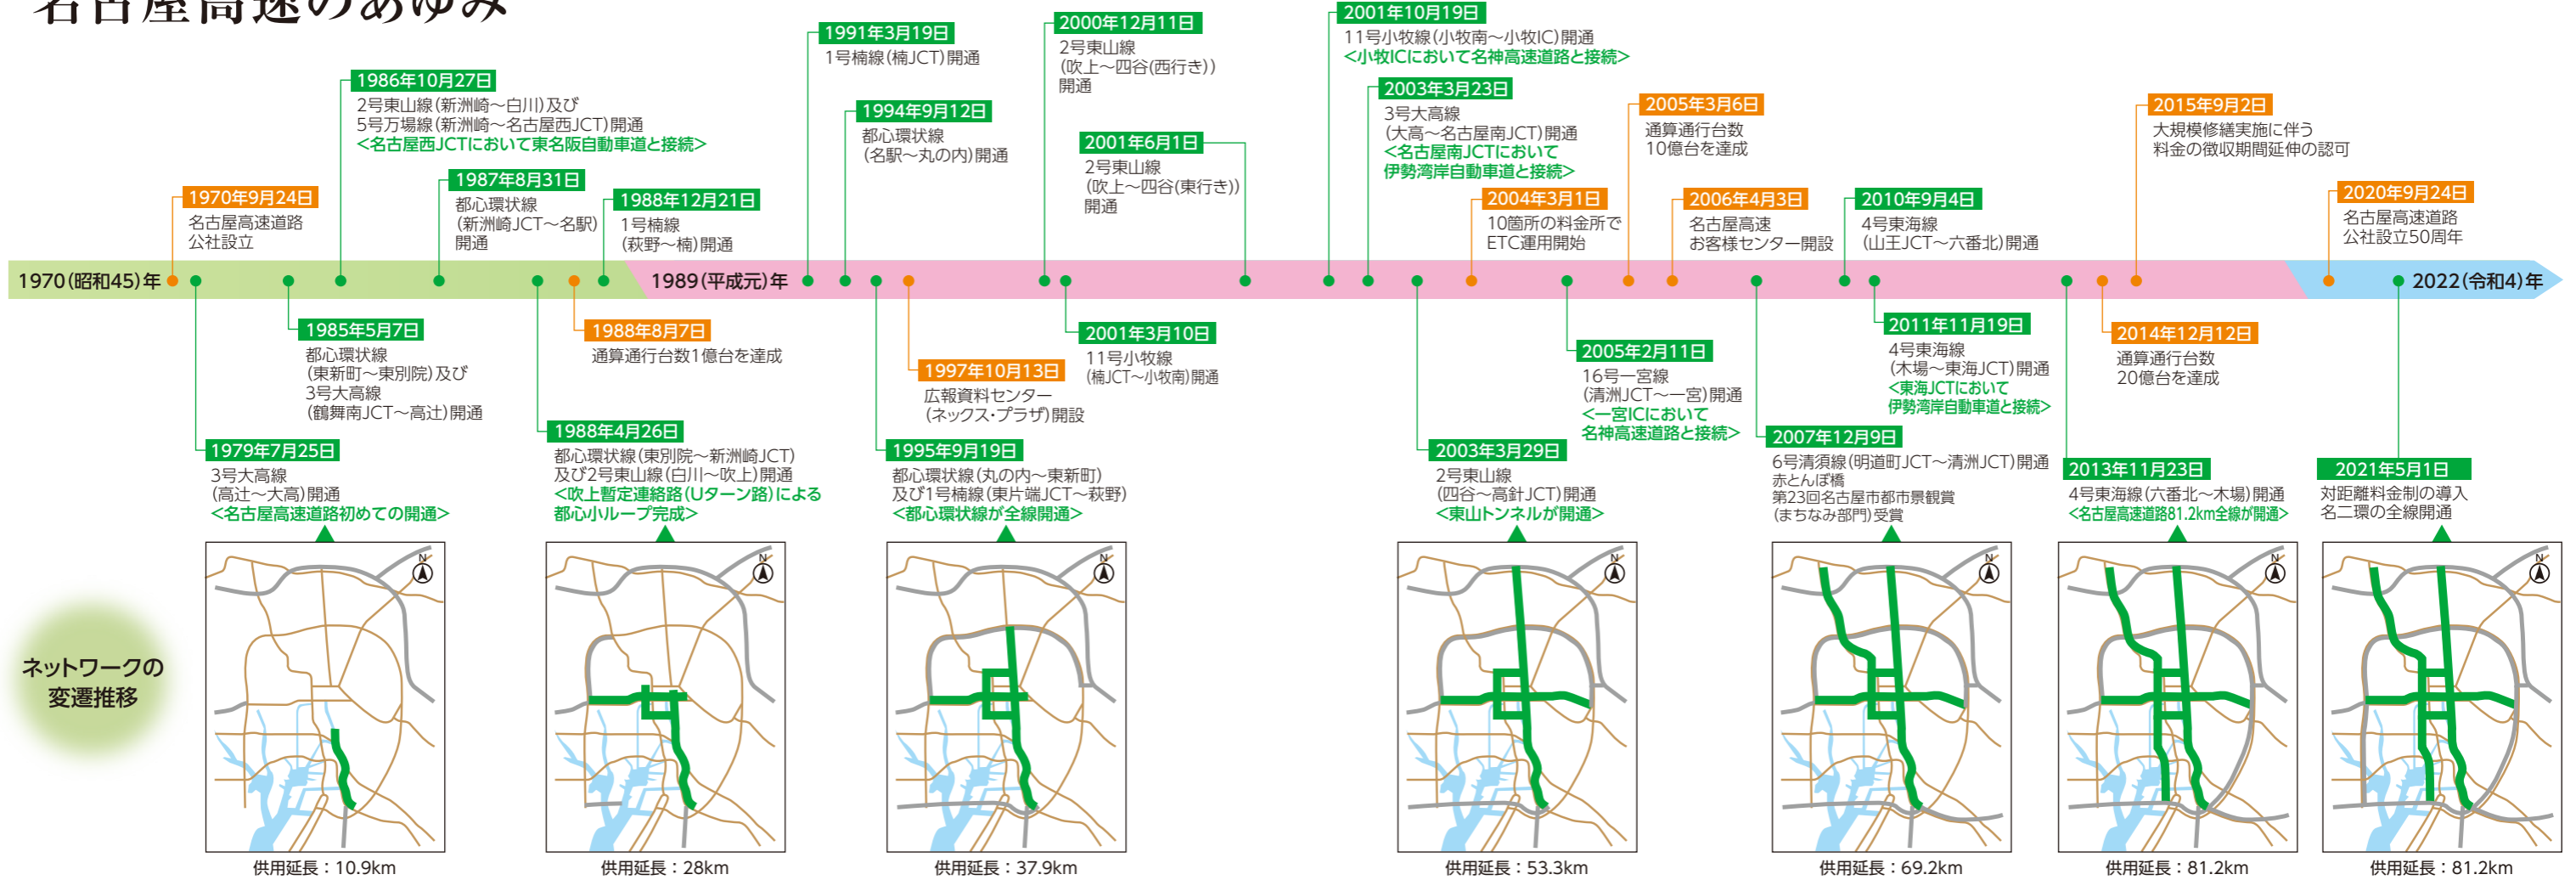 名古屋高速のあゆみ
1970(昭和45)年
1989(平成元)年
2022(令和4)年
1970年9月24日
名古屋高速道路
公社設立
1979年7月25日
3号大高線
(高辻～大高)開通
<名古屋高速道路初めての開通>
1985年5月7日
都心環状線
(東新町～東別院)及び
3号大高線
(鶴舞南JCT～高辻)開通
1986年10月27日
2号東山線(新洲崎～白川)及び
5号万場線(新洲崎～名古屋西JCT)開通
<名古屋西JCTにおいて東名阪自動車道と接続>
1987年8月31日
都心環状線
(新洲崎JCT～名駅)
開通
1988年4月26日
都心環状線(東別院～新洲崎JCT)
及び2号東山線(白川～吹上)開通
<吹上暫定連絡路(Uターン路)による
都心小ループ完成>
1988年8月7日
通算通行台数1億台を達成
1988年12月21日
1号楠線
(萩野～楠)開通
1991年3月19日
1号楠線(楠JCT)開通
1994年9月12日
都心環状線
(名駅～丸の内)開通
1995年9月19日
都心環状線(丸の内～東新町)
及び1号楠線(東片端JCT～萩野)
<都心環状線が全線開通>
1997年10月13日
広報資料センター
(ネックス・プラザ)開設
2000年12月11日
2号東山線
(吹上～四谷(西行き))
開通
2001年3月10日
11号小牧線
(楠JCT～小牧南)開通
2001年6月1日
2号東山線
(吹上～四谷(東行き))
開通
2001年10月19日
11号小牧線(小牧南～小牧IC)開通
<小牧ICにおいて名神高速道路と接続>
2003年3月23日
3号大高線
(大高～名古屋南JCT)開通
<名古屋南JCTにおいて
伊勢湾岸自動車道と接続>
2003年3月29日
2号東山線
(四谷～高針JCT)開通
<東山トンネルが開通>
2004年3月1日
10箇所の料金所で
ETC運用開始
2005年2月11日
16号一宮線
(清洲JCT～一宮)開通
<一宮ICにおいて
名神高速道路と接続>
2005年3月6日
通算通行台数
10億台を達成
2006年4月3日
名古屋高速
お客様センター開設
2007年12月9日
6号清須線(明道町JCT～清洲JCT)開通
赤とんぼ橋
第23回名古屋市都市景観賞
(まちなみ部門)受賞
2010年9月4日
4号東海線
(山王JCT～六番北)開通
2011年11月19日
4号東海線
(木場～東海JCT)開通
<東海JCTにおいて
伊勢湾岸自動車道と接続>
2013年11月23日
4号東海線(六番北～木場)開通
<名古屋高速道路81.2km全線が開通>
2014年12月12日
通算通行台数
20億台を達成
2015年9月2日
大規模修繕実施に伴う
料金の徴収期間延伸の認可
2020年9月24日
名古屋高速道路
公社設立50周年
2021年5月1日
対距離料金制の導入
名二環の全線開通
ネットワークの
変遷推移
N
N
N
N
N
N
N
供用延長：10.9km
供用延長：28km
供用延長：37.9km
供用延長：53.3km
供用延長：69.2km
供用延長：81.2km
供用延長：81.2km